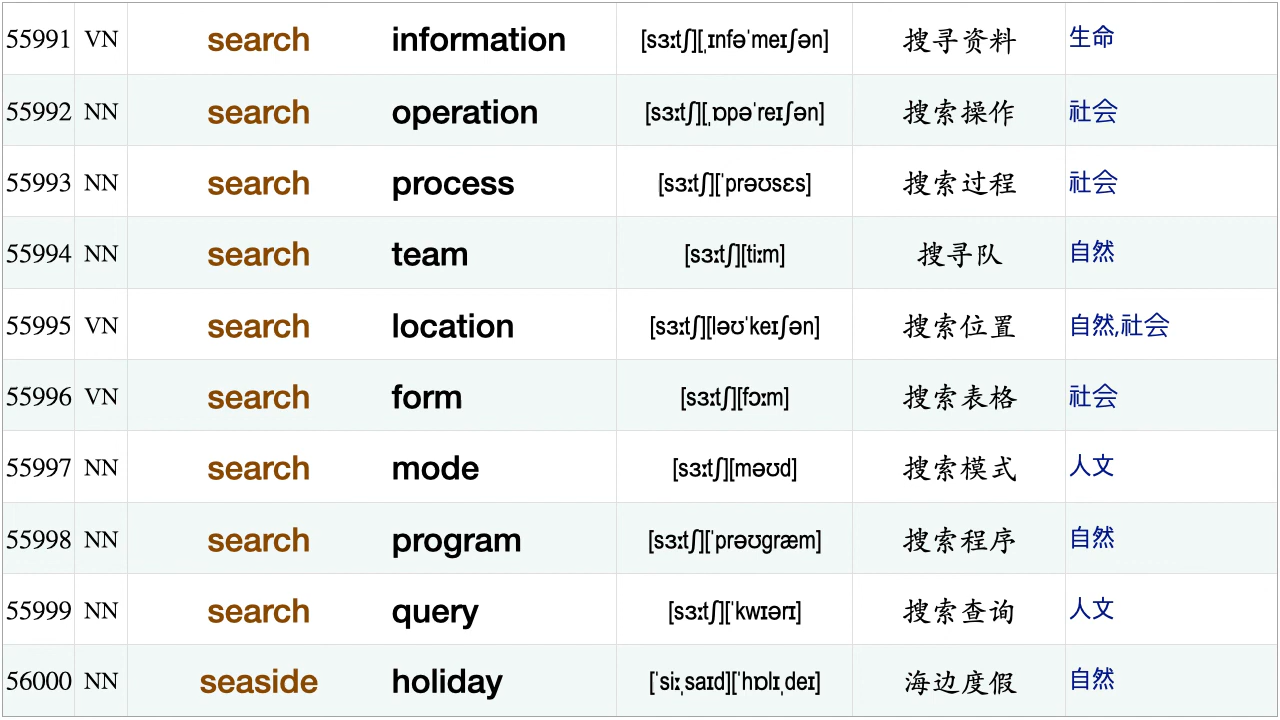 55991 VN search information [sɜːtʃ][ˌɪnfəˈmeɪʃən] 搜寻资料 生命
55992 NN search operation [sɜːtʃ][ˌɒpəˈreɪʃən] 搜索操作 社会
55993 NN search process [sɜːtʃ][ˈprəʊsɛs] 搜索过程 社会
55994 NN search team [sɜːtʃ][tiːm] 搜寻队 自然
55995 VN search location [sɜːtʃ][ləʊˈkeɪʃən] 搜索位置 自然,社会
55996 VN search form [sɜːtʃ][fɔːm] 搜索表格 社会
55997 NN search mode [sɜːtʃ][məʊd] 搜索模式 人文
55998 NN search program [sɜːtʃ][ˈprəʊgræm] 搜索程序 自然
55999 NN search query [sɜːtʃ][ˈkwɪərɪ] 搜索查询 人文
56000 NN seaside holiday [ˈsiːˌsaɪd][ˈhɒlɪˌdeɪ] 海边度假 自然